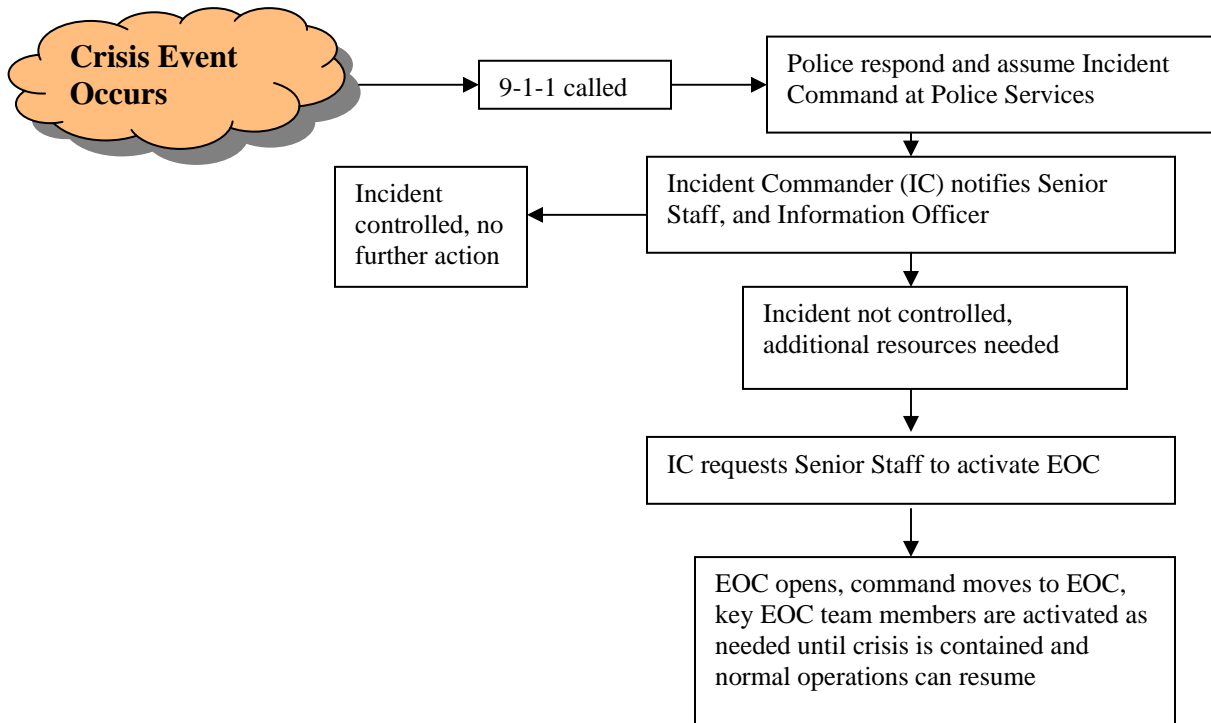 Crisis Event
Occurs
9-1-1 called
Police respond and assume Incident
Command at Police Services
Incident Commander (IC) notifies Senior
Staff, and Information Officer
Incident
controlled, no
further action
Incident not controlled,
additional resources needed
IC requests Senior Staff to activate EOC
EOC opens, command moves to EOC,
key EOC team members are activated as
needed until crisis is contained and
normal operations can resume